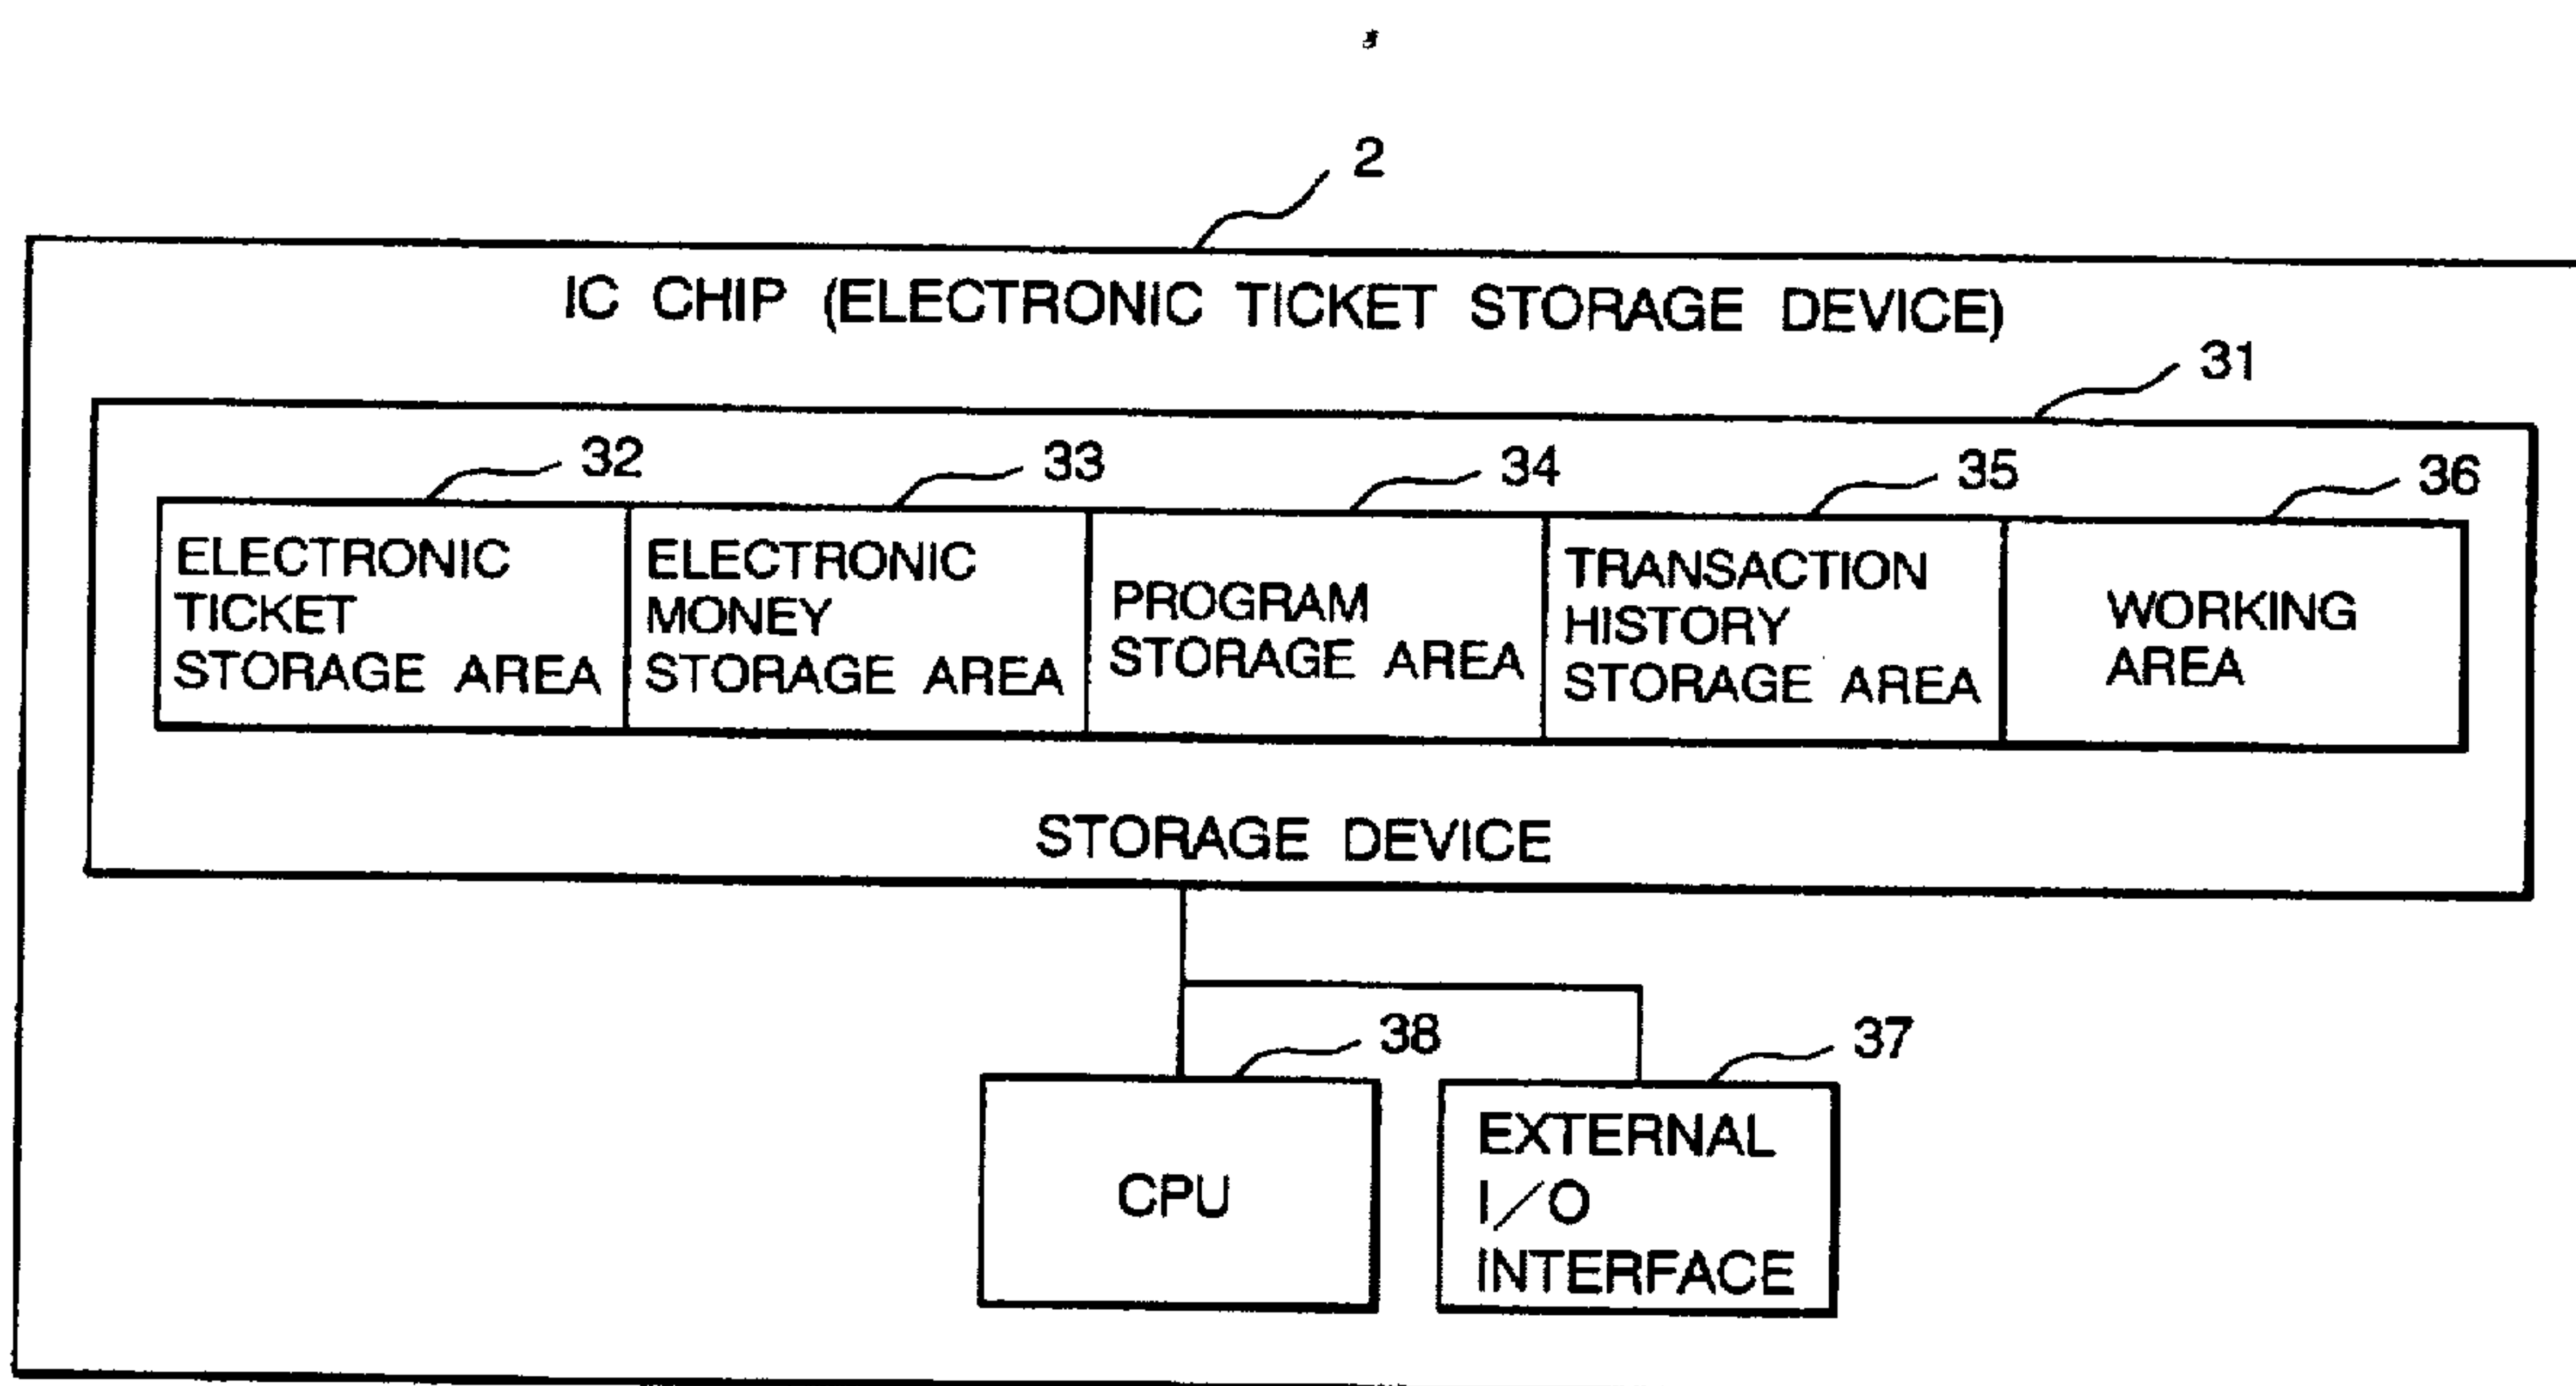 2
IC CHIP (ELECTRONIC TICKET STORAGE DEVICE)
31
32
33
34
35
36
ELECTRONIC
TICKET
STORAGE AREA
ELECTRONIC
MONEY
STORAGE AREA
PROGRAM
STORAGE AREA
TRANSACTION
HISTORY
STORAGE AREA
WORKING
AREA
STORAGE DEVICE
38
37
CPU
EXTERNAL
I/O
INTERFACE